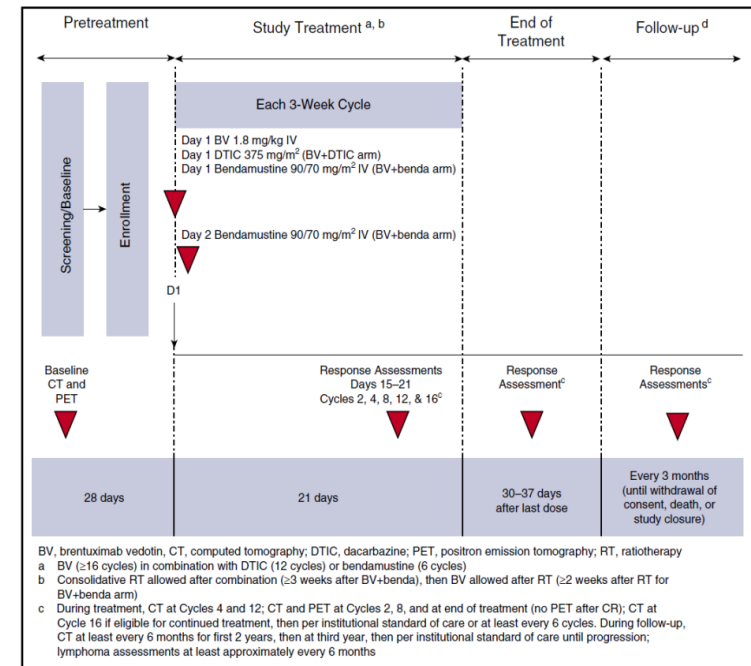 Pretreatment
Study Treatment a, b
End of
Treatment
Follow-up d
Screening/Baseline
Enrollment
Each 3-Week Cycle
Day 1 BV 1.8 mg/kg IV
Day 1 DTIC 375 mg/m2 (BV+DTIC arm)
Day 1 Bendamustine 90/70 mg/m2 IV (BV+benda arm)
Day 2 Bendamustine 90/70 mg/m2 IV (BV+benda arm)
D1
Baseline
CT and
PET
Response Assessments
Days 15–21
Cycles 2, 4, 8, 12, & 16c
Response
Assessmentc
Response
Assessmentsc
28 days
21 days
30–37 days
after last dose
Every 3 months
(until withdrawal of
consent, death, or
study closure)
BV, brentuximab vedotin, CT, computed tomography; DTIC, dacarbazine; PET, positron emission tomography; RT, ratiotherapy
a BV (≥16 cycles) in combination with DTIC (12 cycles) or bendamustine (6 cycles)
b Consolidative RT allowed after combination (≥3 weeks after BV+benda), then BV allowed after RT (≥2 weeks after RT for
BV+benda arm)
c During treatment, CT at Cycles 4 and 12; CT and PET at Cycles 2, 8, and at end of treatment (no PET after CR); CT at
Cycle 16 if eligible for continued treatment, then per institutional standard of care or at least every 6 cycles. During follow-up,
CT at least every 6 months for first 2 years, then at third year, then per institutional standard of care until progression;
lymphoma assessments at least approximately every 6 months